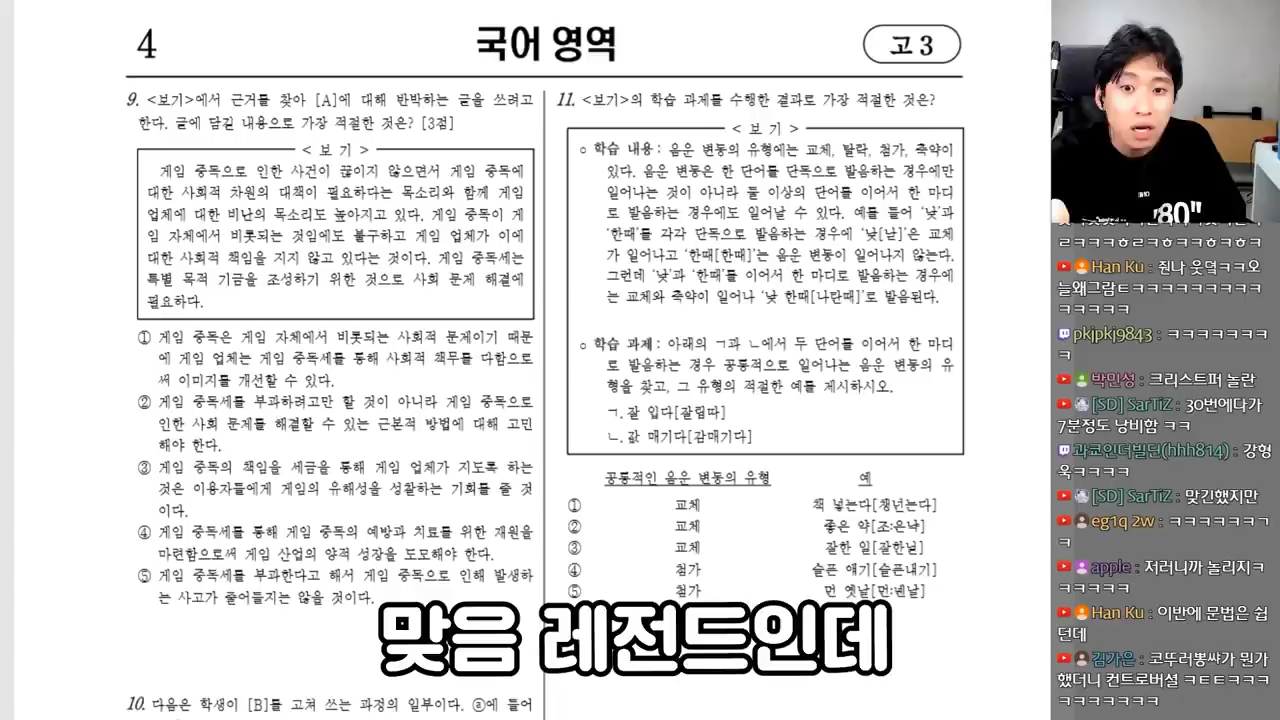 4
국어 영역
고 3
9. <보기>에서 근거를 찾아 [A]에 대해 반박하는 글을 쓰려고
한다. 글에 담길 내용으로 가장 적절한 것은? [3점]
< 보 기 >
게임 중독으로 인한 사건이 끊이지 않으면서 게임 중독에
대한 사회적 차원의 대책이 필요하다는 목소리와 함께 게임
업체에 대한 비난의 목소리도 높아지고 있다. 게임 중독이 게
임 자체에서 비롯되는 것임에도 불구하고 게임 업체가 이에
대한 사회적 책임을 지지 않고 있다는 것이다. 게임 중독세는
특별 목적 기금을 조성하기 위한 것으로 사회 문제 해결에
필요하다.
① 게임 중독은 게임 자체에서 비롯되는 사회적 문제이기 때문
에 게임 업체는 게임 중독세를 통해 사회적 책무를 다함으로
써 이미지를 개선할 수 있다.
② 게임 중독세를 부과하려고만 할 것이 아니라 게임 중독으로
인한 사회 문제를 해결할 수 있는 근본적 방법에 대해 고민
해야 한다.
③ 게임 중독의 책임을 세금을 통해 게임 업체가 지도록 하는
것은 이용자들에게 게임의 유해성을 성찰하는 기회를 줄 것
이다.
④ 게임 중독세를 통해 게임 중독의 예방과 치료를 위한 재원을
마련함으로써 게임 산업의 양적 성장을 도모해야 한다.
⑤ 게임 중독세를 부과한다고 해서 게임 중독으로 인해 발생하
는 사고가 줄어들지는 않을 것이다.
10. 다음은 학생이 [B]를 고쳐 쓰는 과정의 일부이다. ⓐ에 들어
11. <보기>의 학습 과제를 수행한 결과로 가장 적절한 것은?
< 보 기 >
○ 학습 내용 : 음운 변동의 유형에는 교체, 탈락, 첨가, 축약이
있다. 음운 변동은 한 단어를 단독으로 발음하는 경우에만
일어나는 것이 아니라 둘 이상의 단어를 이어서 한 마디
로 발음하는 경우에도 일어날 수 있다. 예를 들어 '낮'과
'한때'를 각각 단독으로 발음하는 경우에 '낮[낟]'은 교체
가 일어나고 '한때[한때]'는 음운 변동이 일어나지 않는다.
그런데 '낮'과 '한때'를 이어서 한 마디로 발음하는 경우에
는 교체와 축약이 일어나 '낮 한때[나탄때]'로 발음된다.
○ 학습 과제 : 아래의 ㄱ과 ㄴ에서 두 단어를 이어서 한 마디
로 발음하는 경우 공통적으로 일어나는 음운 변동의 유
형을 찾고, 그 유형의 적절한 예를 제시하시오.
ㄱ. 잘 입다[잘립따]
ㄴ. 값 매기다[감매기다]
공통적인 음운 변동의 유형 예
① 교체 책 넣는다[챙넌는다]
② 교체 좋은 약[조ː은냑]
③ 교체 잘한 일[잘한닐]
④ 첨가 슬픈 얘기[슬픈내기]
⑤ 첨가 먼 옛날[먼ː녠날]
맞음 레전드인데
"80"
ㄹㅋㅋㅋㅎㄹㅋㅎㅋㅋㅎㅋㅎ
Han Ku : 줜나 웃덬ㅋㅋ오
늘왜그람ㅌㅋㅋㅋㅋㅋㅋㅋㅋㅋ
ㅋㅋㅋㅋㅋ
pkjpkj9843 : ㅋㅋㅋㅋㅋㅋㅋ
ㅋ
박민성 : 크리스트퍼 놀란
[SD] SarTiZ : 30번에다가
7분정도 낭비함 ㅋㅋ
과쿄인더빌딘(hhh814) : 강형
욱ㅋㅋㅋㅋ
[SD] SarTiZ : 맞긴했지만
eg1q 2w : ㅋㅋㅋㅋㅋㅋㅋㄱ
ㅋ
apple : 저러니까 놀리지ㅋ
ㅋㅋㅋㅋㅋ
Han Ku : 이반에 문법은 쉽
던데
김가은 : 코뚜러뽕쌰가 뭔가
했더니 컨트로버셜 ㅋㅌㅌㅋㅋㅋ
ㅋㅋㅋㅋㅋㅋㅋ